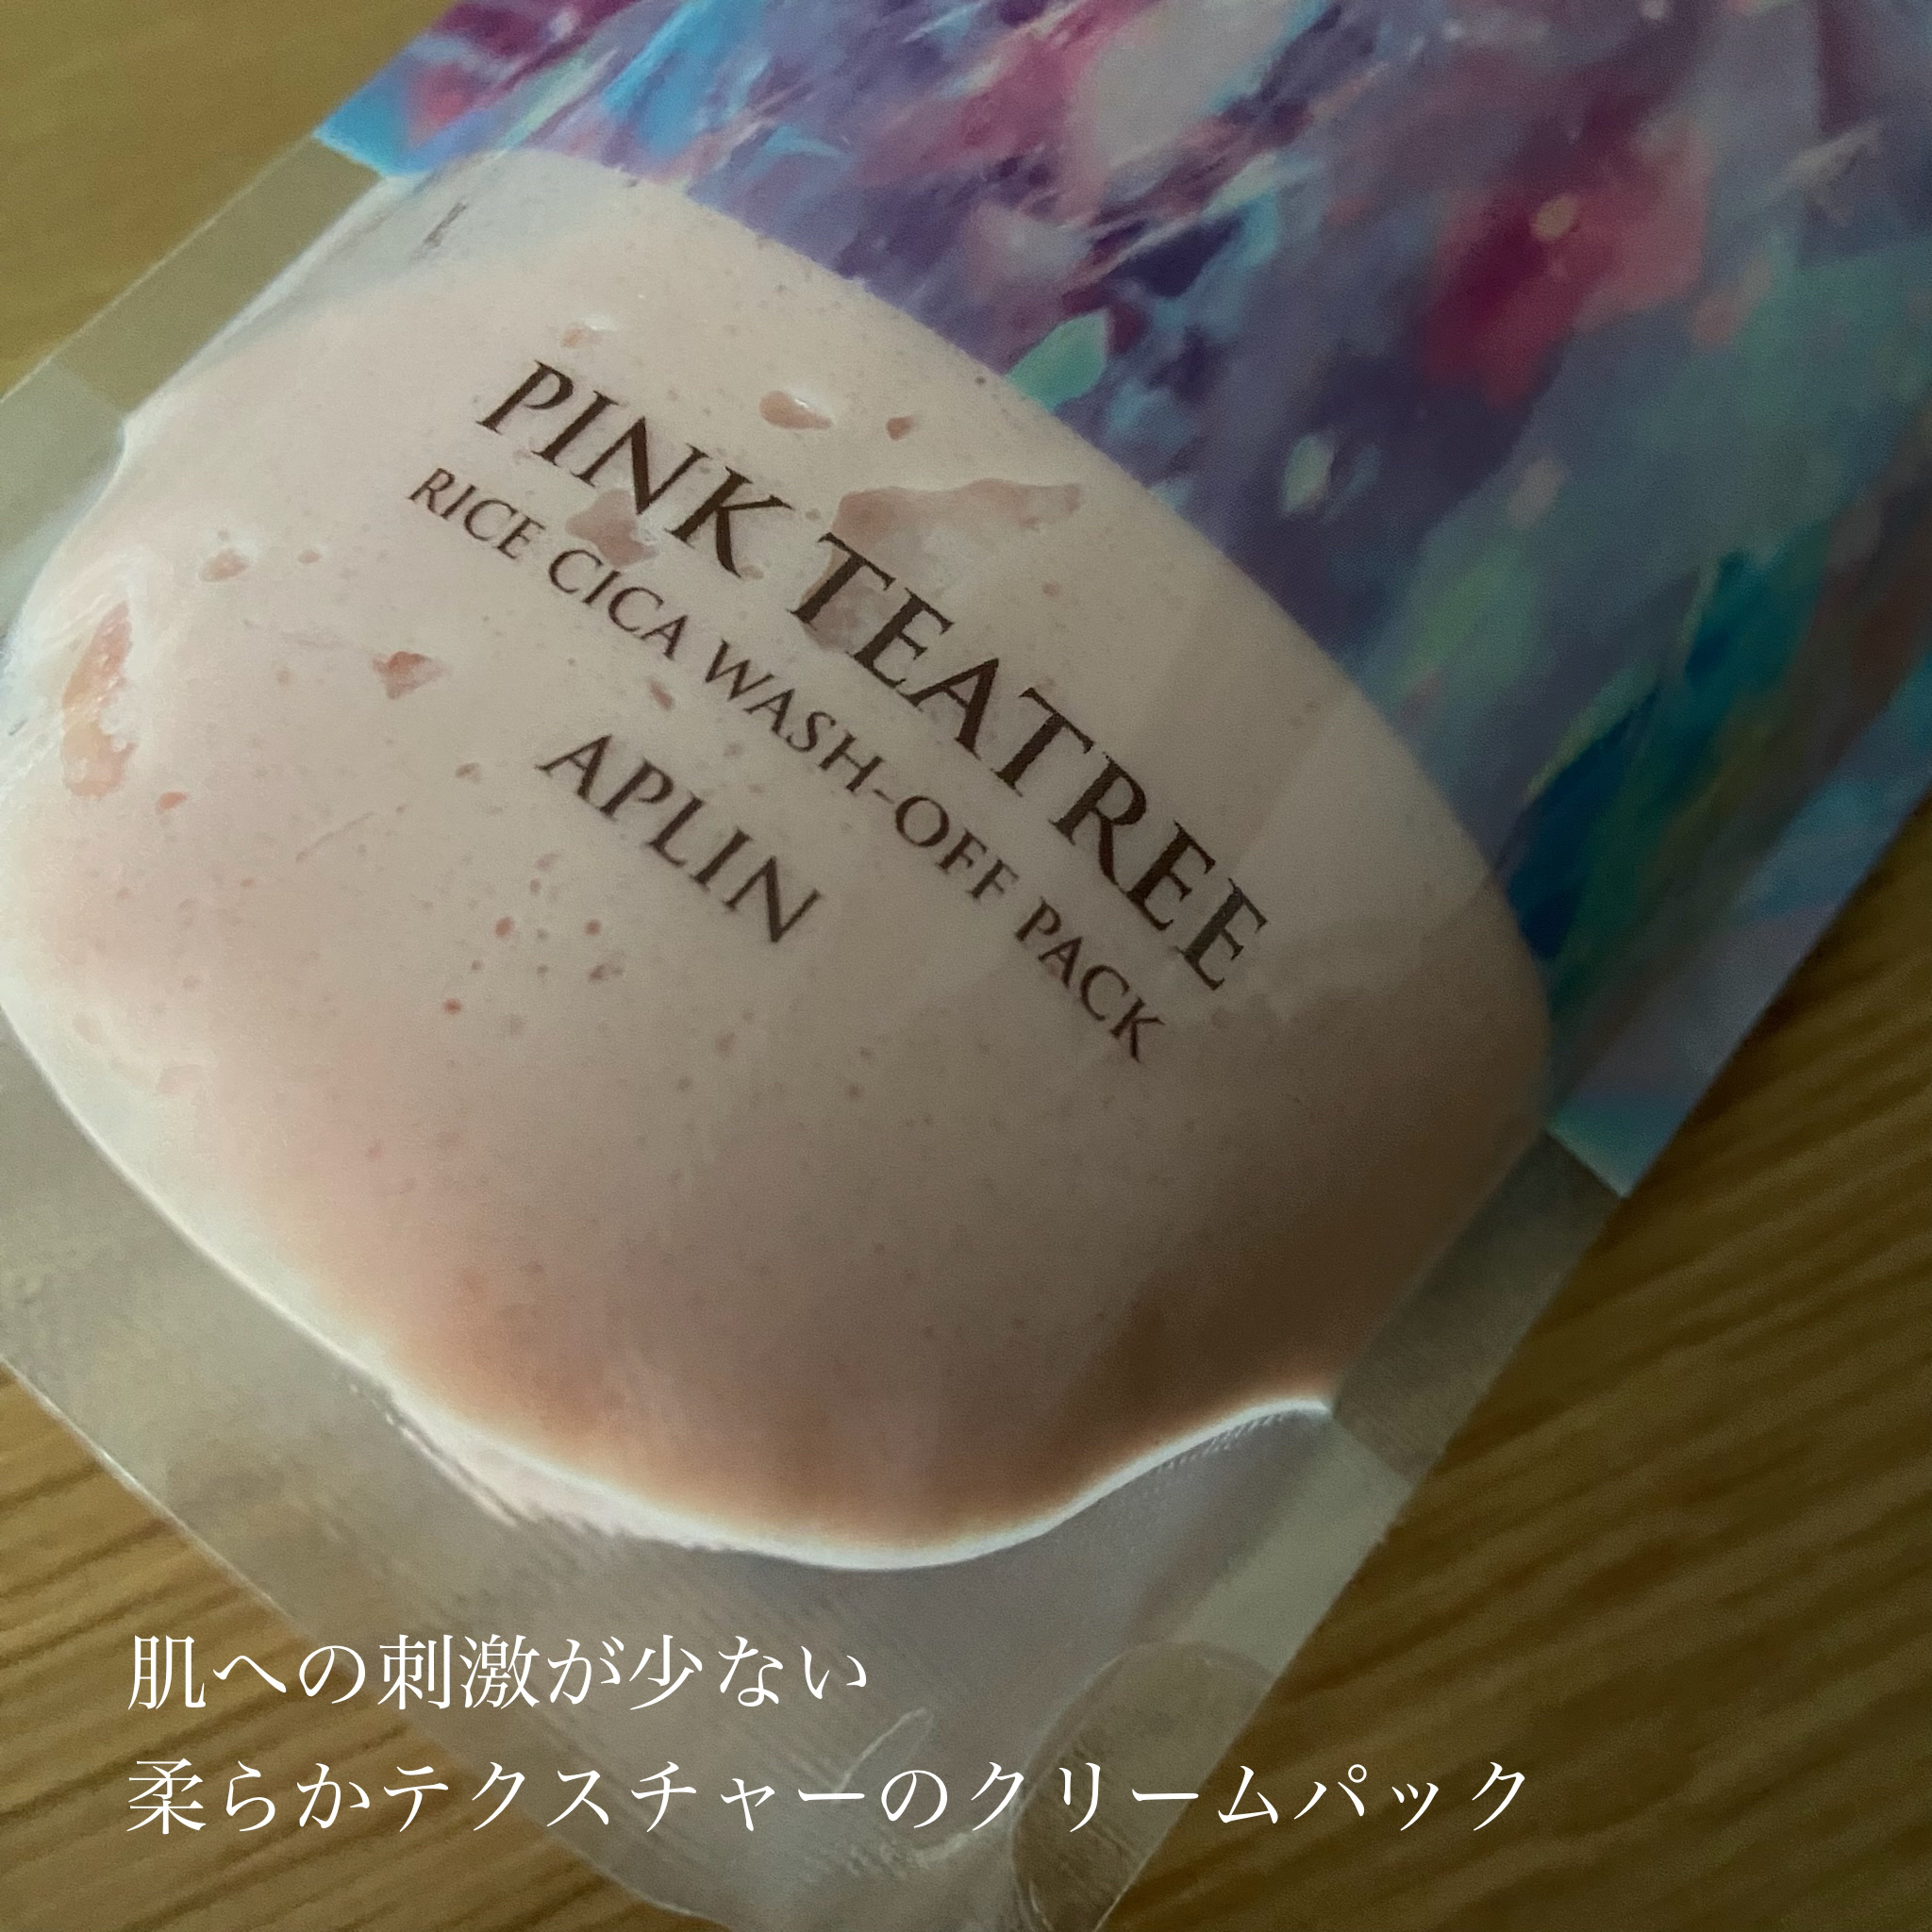 PINK TEATREE
RICE CICA WASH-OFF PACK
APLIN
肌への刺激が少ない
柔らかテクスチャーのクリームパック